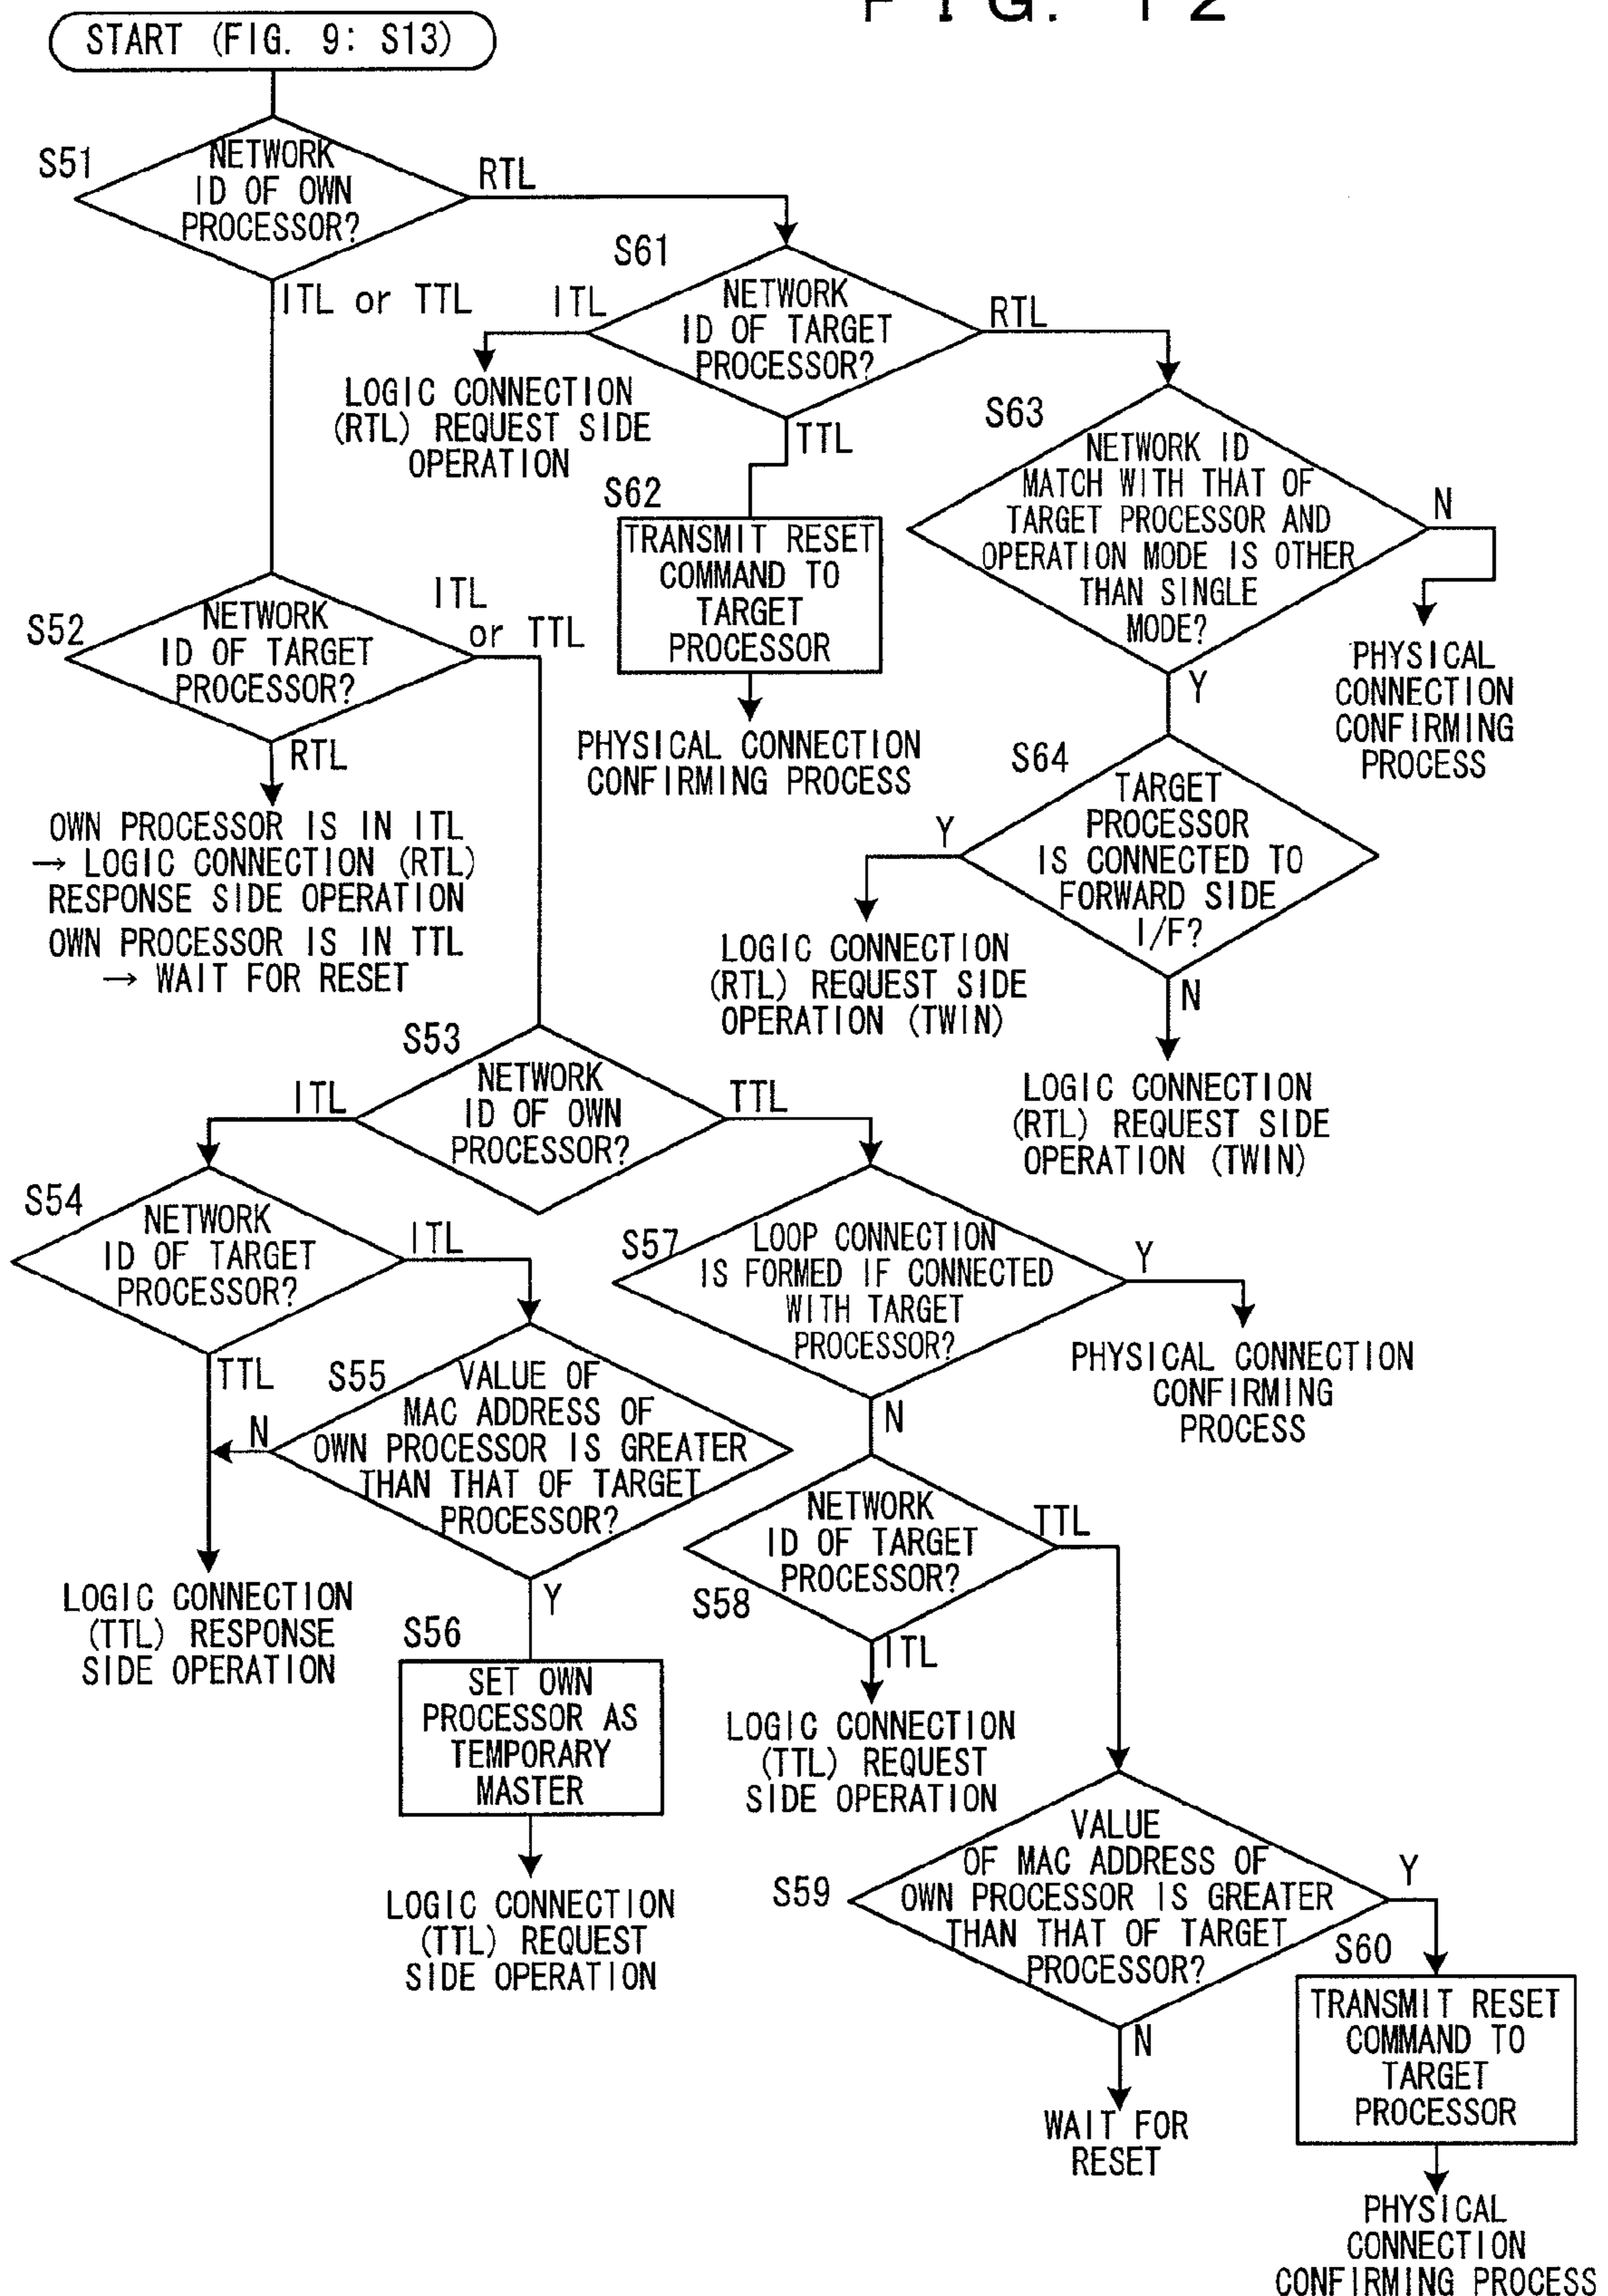 FIG. 12
START (FIG. 9: S13)
S51
NETWORK
ID OF OWN
PROCESSOR?
RTL
ITL or TTL
S61
NETWORK
ID OF TARGET
PROCESSOR?
ITL
RTL
TTL
LOGIC CONNECTION
(RTL) REQUEST SIDE
OPERATION
S62
TRANSMIT RESET
COMMAND TO
TARGET
PROCESSOR
PHYSICAL CONNECTION
CONFIRMING PROCESS
S63
NETWORK ID
MATCH WITH THAT OF
TARGET PROCESSOR AND
OPERATION MODE IS OTHER
THAN SINGLE
MODE?
N
PHYSICAL
CONNECTION
CONFIRMING
PROCESS
Y
S64
TARGET
PROCESSOR
IS CONNECTED TO
FORWARD SIDE
I/F?
Y
LOGIC CONNECTION
(RTL) REQUEST SIDE
OPERATION (TWIN)
N
LOGIC CONNECTION
(RTL) REQUEST SIDE
OPERATION (TWIN)
S52
NETWORK
ID OF TARGET
PROCESSOR?
ITL
or TTL
RTL
OWN PROCESSOR IS IN ITL
→ LOGIC CONNECTION (RTL)
RESPONSE SIDE OPERATION
OWN PROCESSOR IS IN TTL
→ WAIT FOR RESET
S53
NETWORK
ID OF OWN
PROCESSOR?
ITL
TTL
S54
NETWORK
ID OF TARGET
PROCESSOR?
ITL
TTL
S55
VALUE OF
MAC ADDRESS OF
OWN PROCESSOR IS GREATER
THAN THAT OF TARGET
PROCESSOR?
N
Y
LOGIC CONNECTION
(TTL) RESPONSE
SIDE OPERATION
S56
SET OWN
PROCESSOR AS
TEMPORARY
MASTER
LOGIC CONNECTION
(TTL) REQUEST
SIDE OPERATION
S57
LOOP CONNECTION
IS FORMED IF CONNECTED
WITH TARGET
PROCESSOR?
Y
PHYSICAL CONNECTION
CONFIRMING
PROCESS
N
S58
NETWORK
ID OF TARGET
PROCESSOR?
TTL
ITL
LOGIC CONNECTION
(TTL) REQUEST
SIDE OPERATION
S59
VALUE
OF MAC ADDRESS OF
OWN PROCESSOR IS GREATER
THAN THAT OF TARGET
PROCESSOR?
Y
N
WAIT FOR
RESET
S60
TRANSMIT RESET
COMMAND TO
TARGET
PROCESSOR
PHYSICAL
CONNECTION
CONFIRMING PROCESS